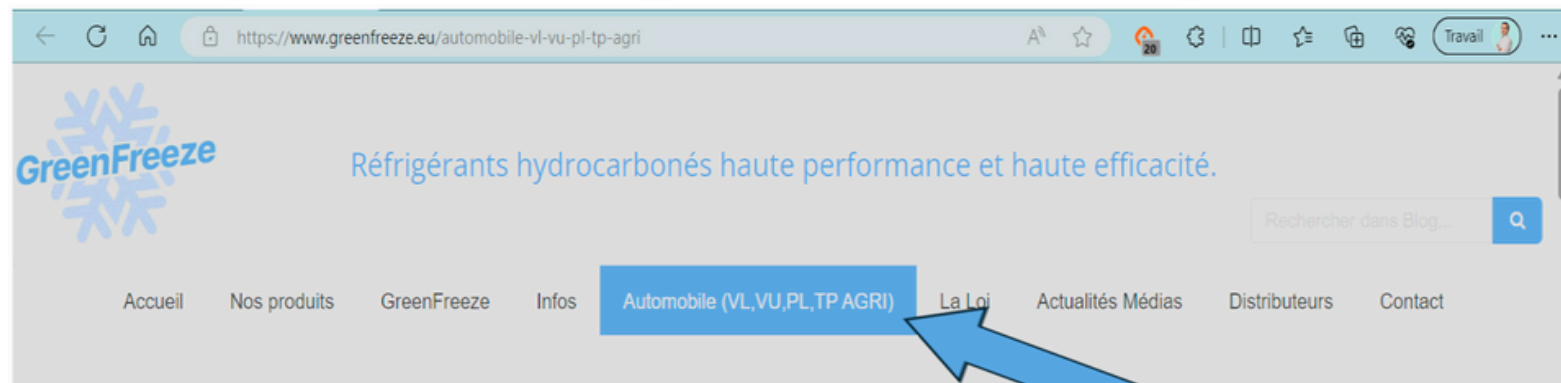 https://www.greenfreeze.eu/automobile-vl-vu-pl-tp-agri
A
20
Travail
GreenFreeze
Réfrigérants hydrocarbonés haute performance et haute efficacité.
Rechercher dans Blog...
Accueil Nos produits GreenFreeze Infos Automobile (VL,VU,PL,TP AGRI) La Loi Actualités Médias Distributeurs Contact